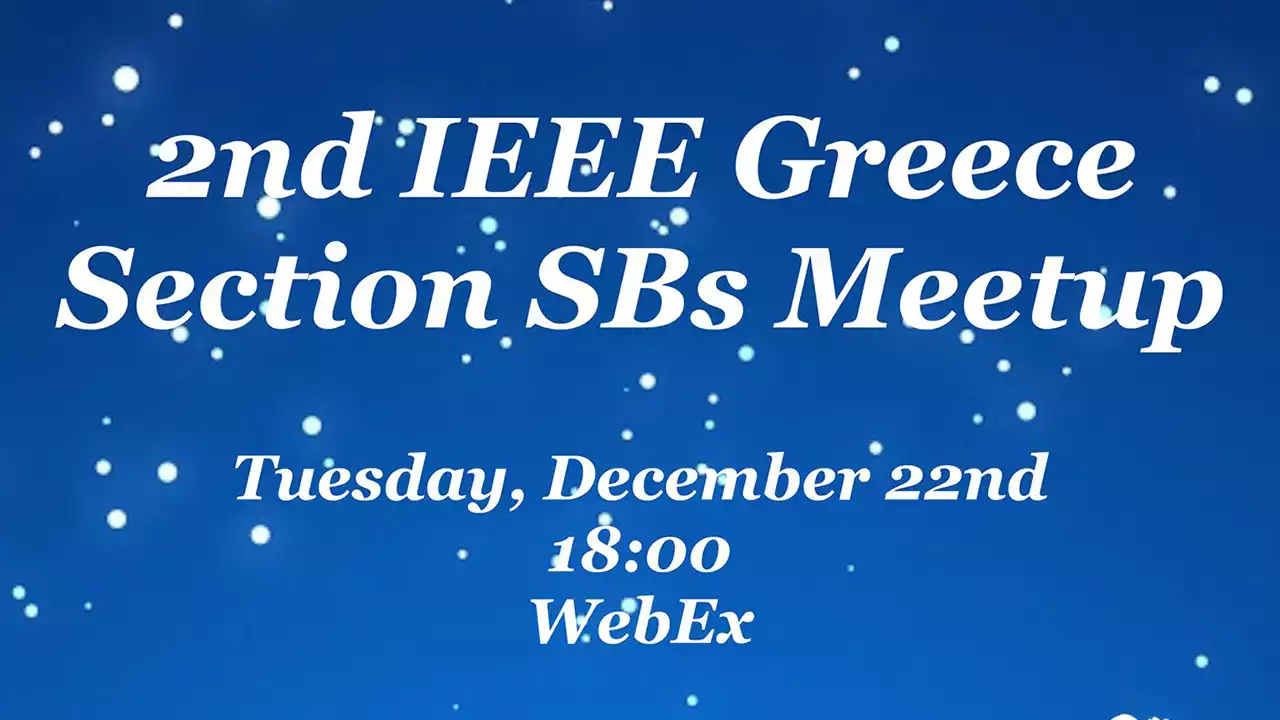 2nd IEEE Greece
Section SBs Meetup
Tuesday, December 22nd
18:00
WebEx